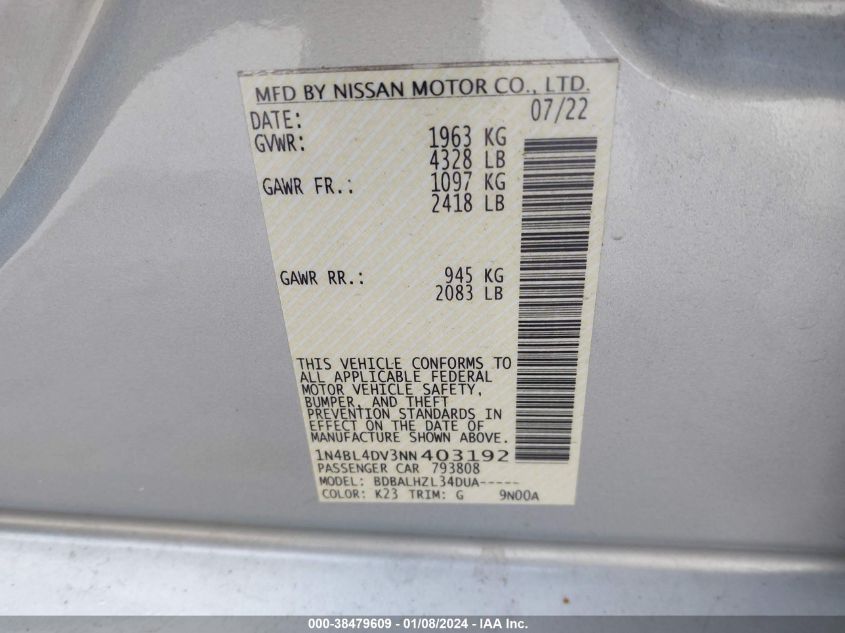 MFD BY NISSAN MOTOR CO., LTD.
DATE: 07/22
GVWR: 1963 KG
4328 LB
GAWR FR.: 1097 KG
2418 LB
GAWR RR.: 945 KG
2083 LB
THIS VEHICLE CONFORMS TO
ALL APPLICABLE FEDERAL
MOTOR VEHICLE SAFETY,
BUMPER, AND THEFT
PREVENTION STANDARDS IN
EFFECT ON THE DATE OF
MANUFACTURE SHOWN ABOVE.
1N4BL4DV3NN403192
PASSENGER CAR 793808
MODEL: BDBALHZL34DUA-----
COLOR: K23 TRIM: G 9N00A
000-38479609 - 01/08/2024 - IAA Inc.